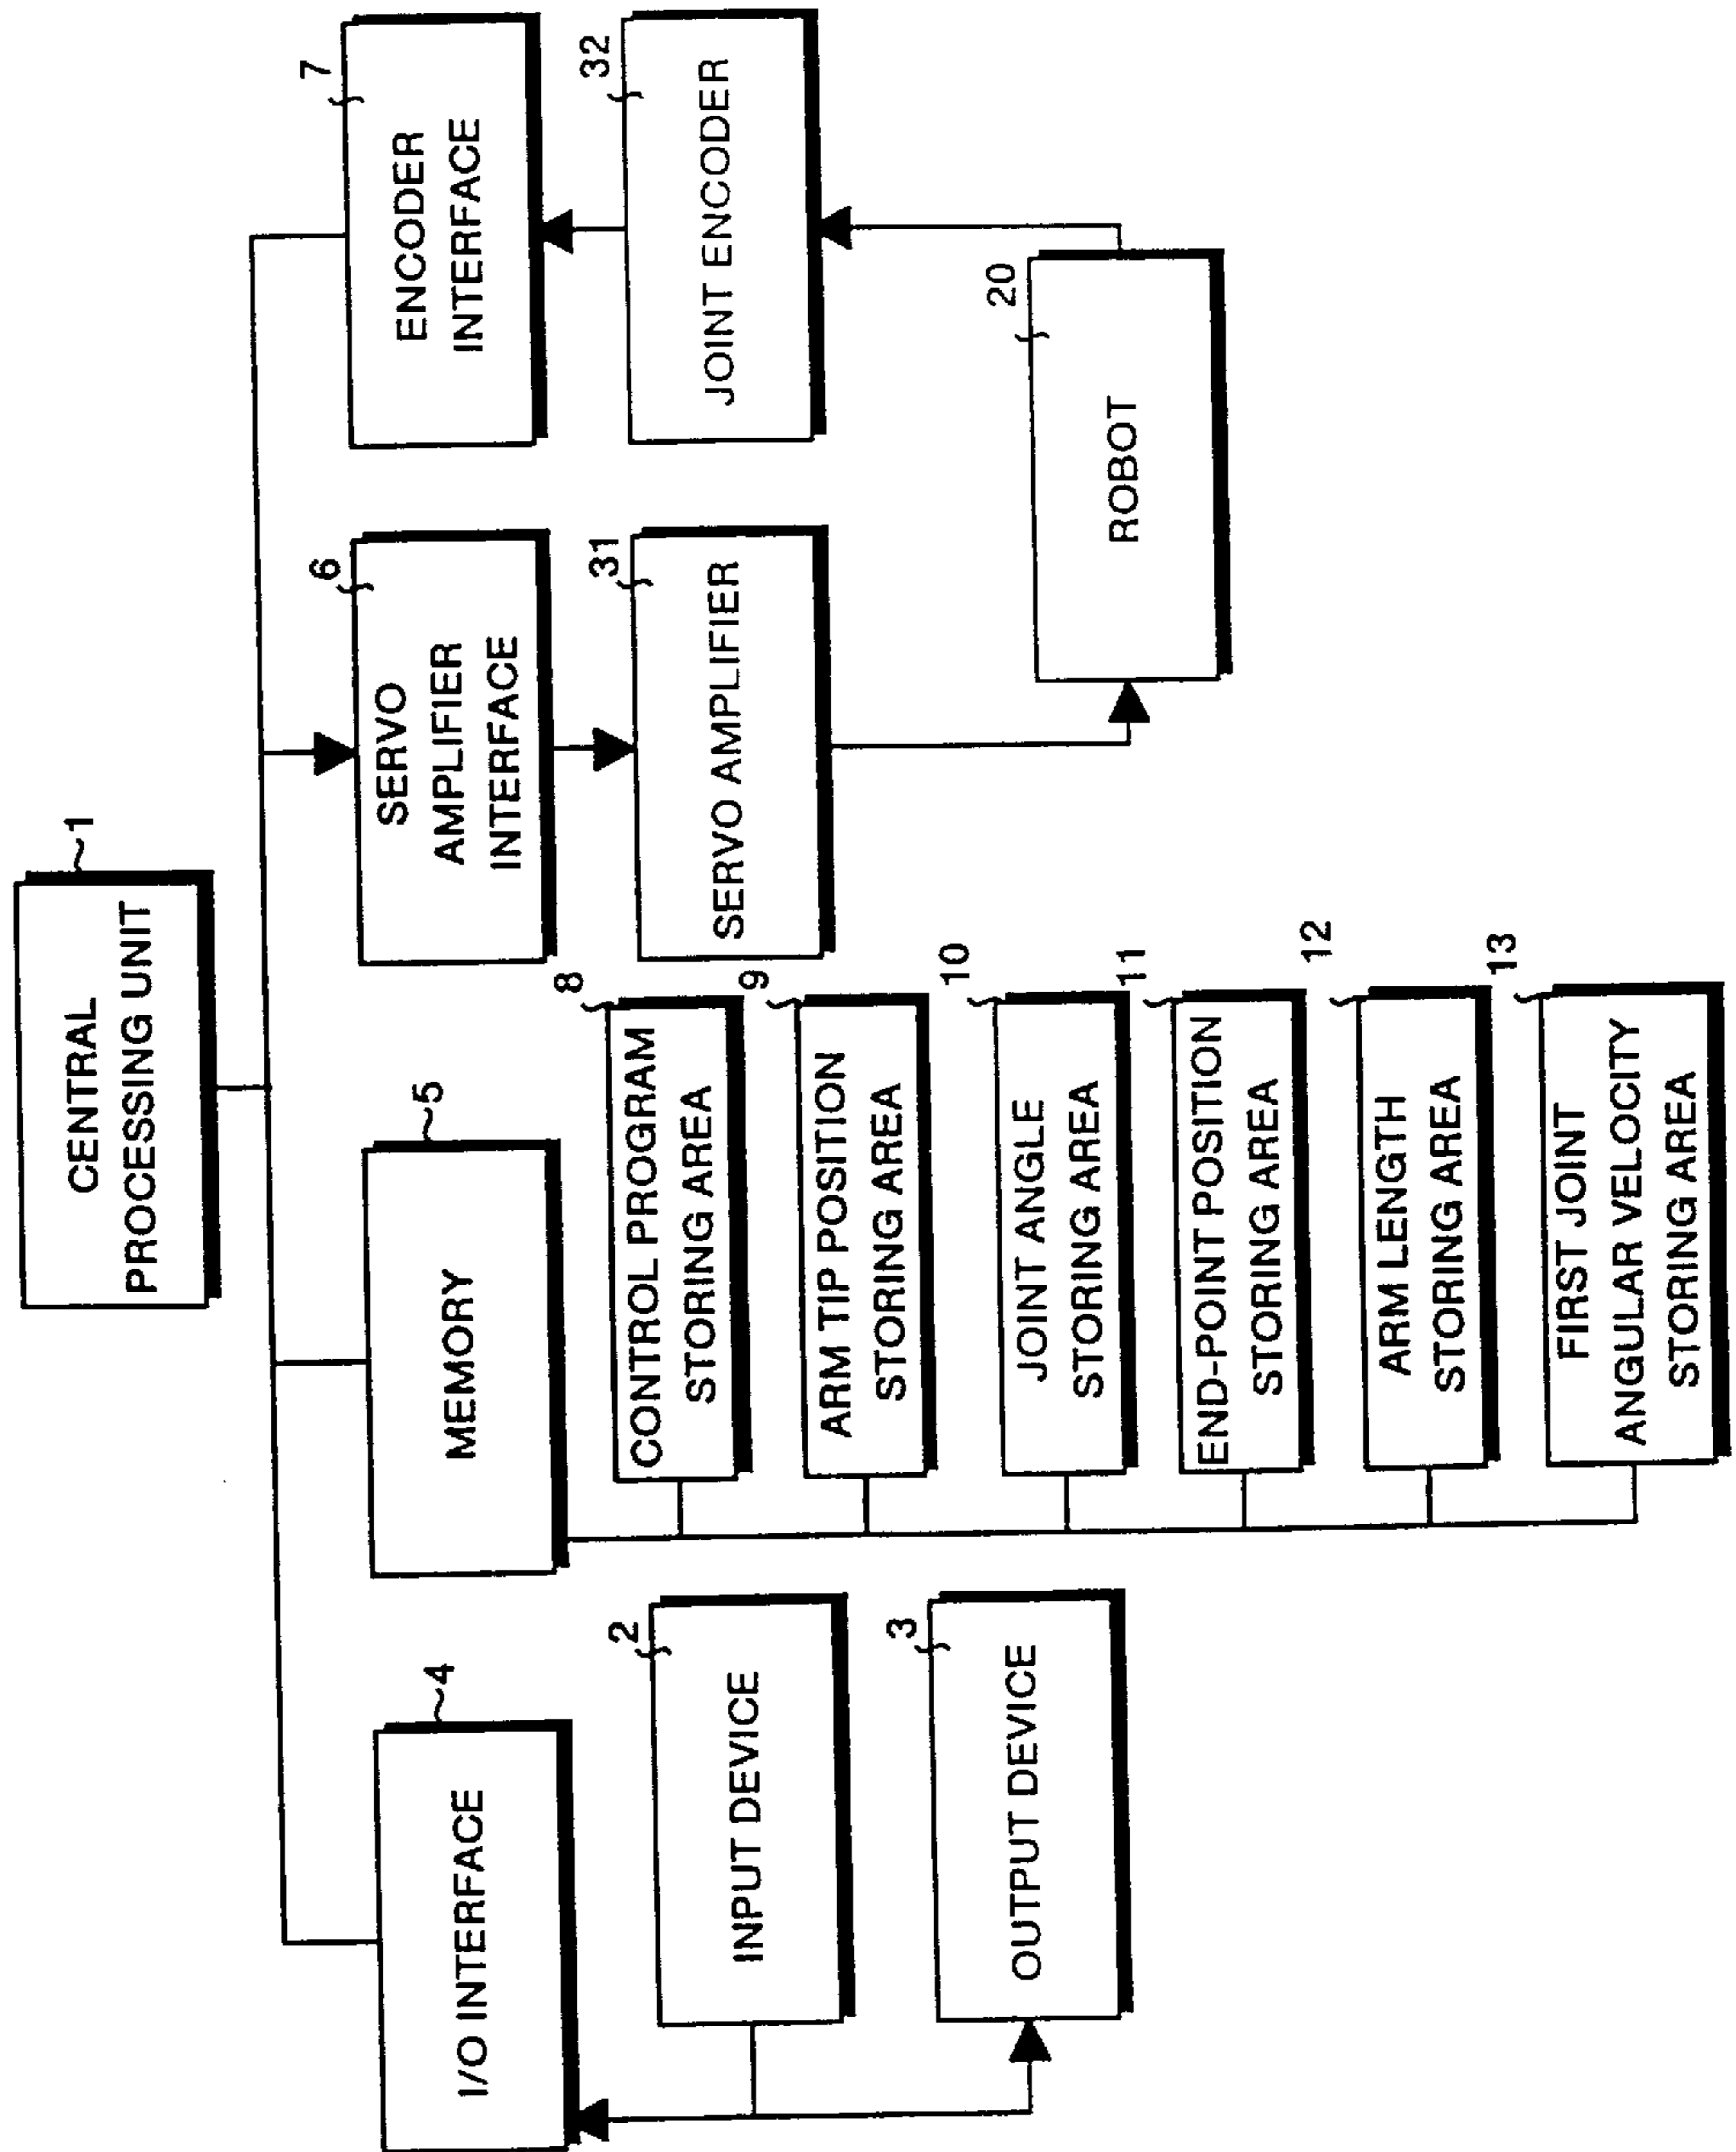 CENTRAL
PROCESSING UNIT
1
I/O INTERFACE
4
MEMORY
5
SERVO
AMPLIFIER
INTERFACE
6
ENCODER
INTERFACE
7
INPUT DEVICE
2
OUTPUT DEVICE
3
CONTROL PROGRAM
STORING AREA
8
ARM TIP POSITION
STORING AREA
9
JOINT ANGLE
STORING AREA
10
END-POINT POSITION
STORING AREA
11
ARM LENGTH
STORING AREA
12
FIRST JOINT
ANGULAR VELOCITY
STORING AREA
13
SERVO AMPLIFIER
31
JOINT ENCODER
32
ROBOT
20